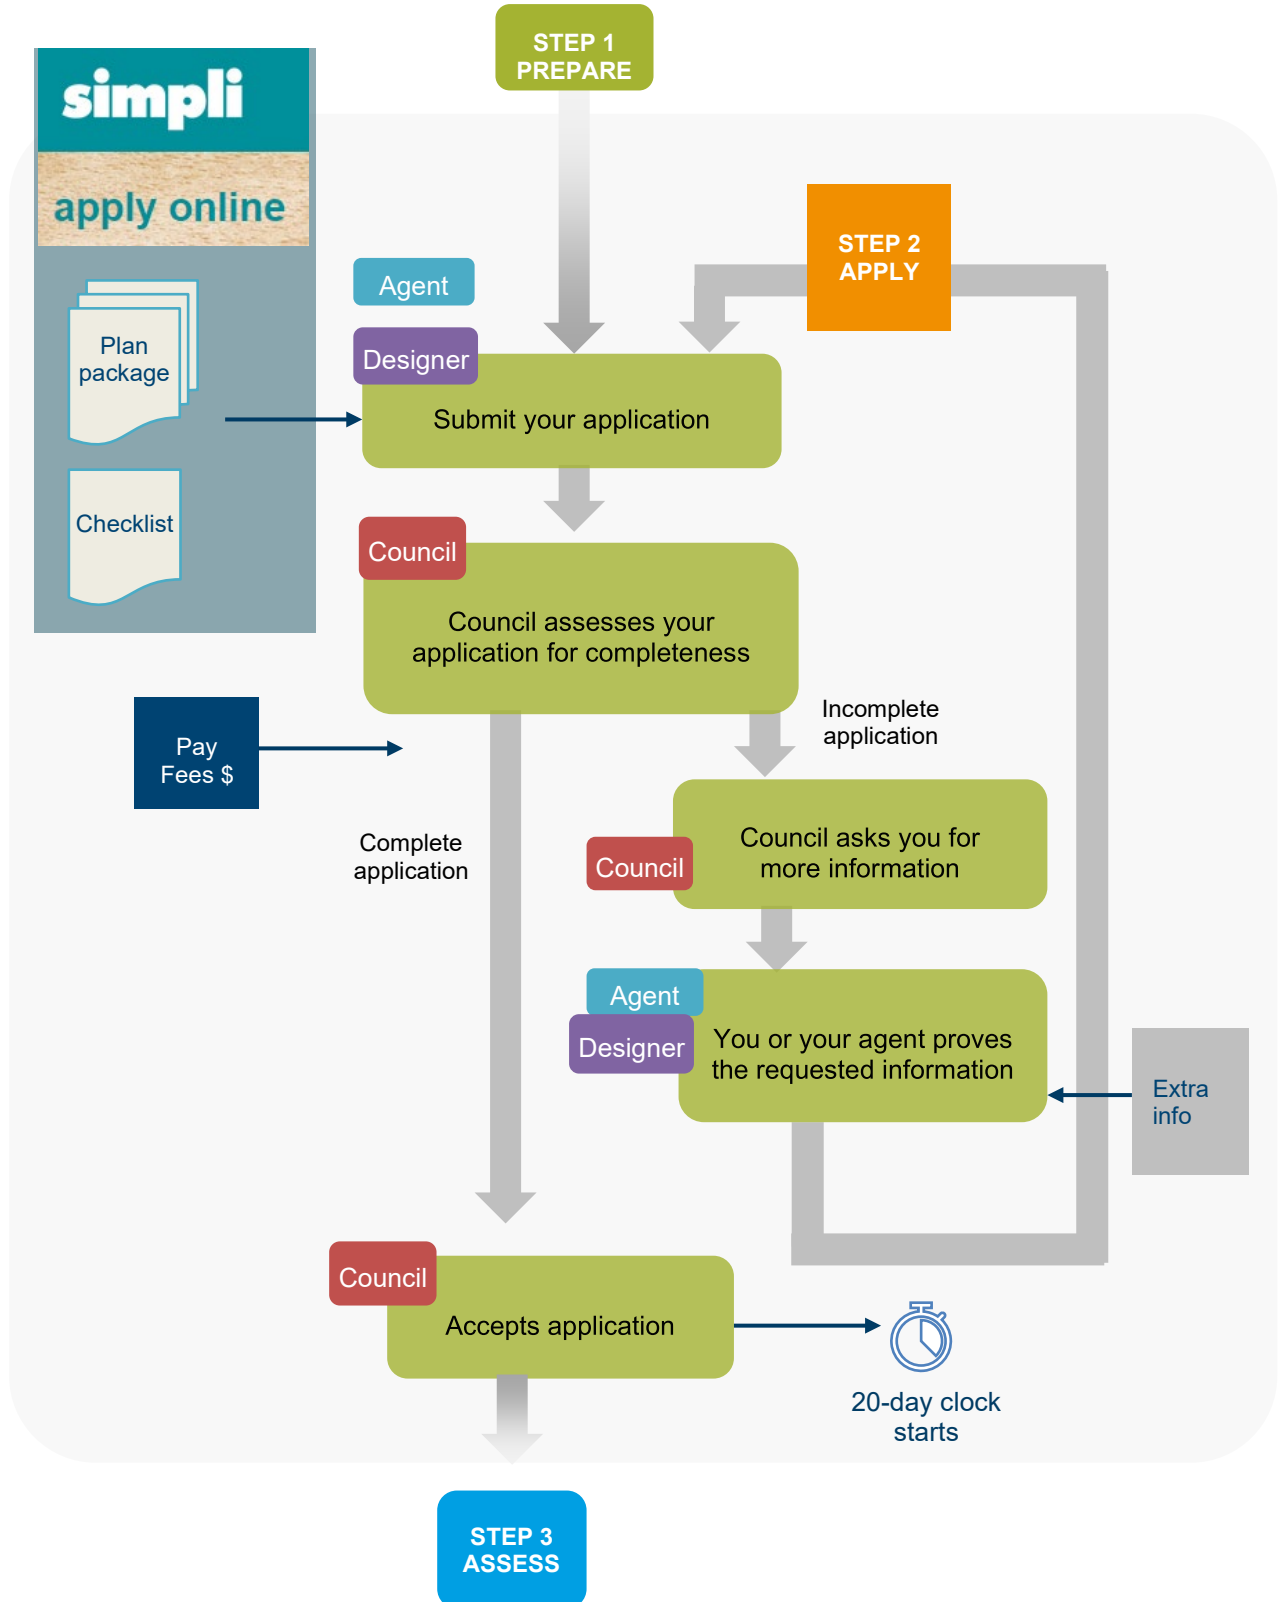 STEP 1
PREPARE
simpli
apply online
STEP 2
APPLY
Agent
Designer
Plan
package
Submit your application
Checklist
Council
Council assesses your
application for completeness
Pay
Fees $
Incomplete
application
Complete
application
Council asks you for
more information
Council
Agent
Designer
You or your agent proves
the requested information
Extra
info
Council
Accepts application
20-day clock
starts
STEP 3
ASSESS